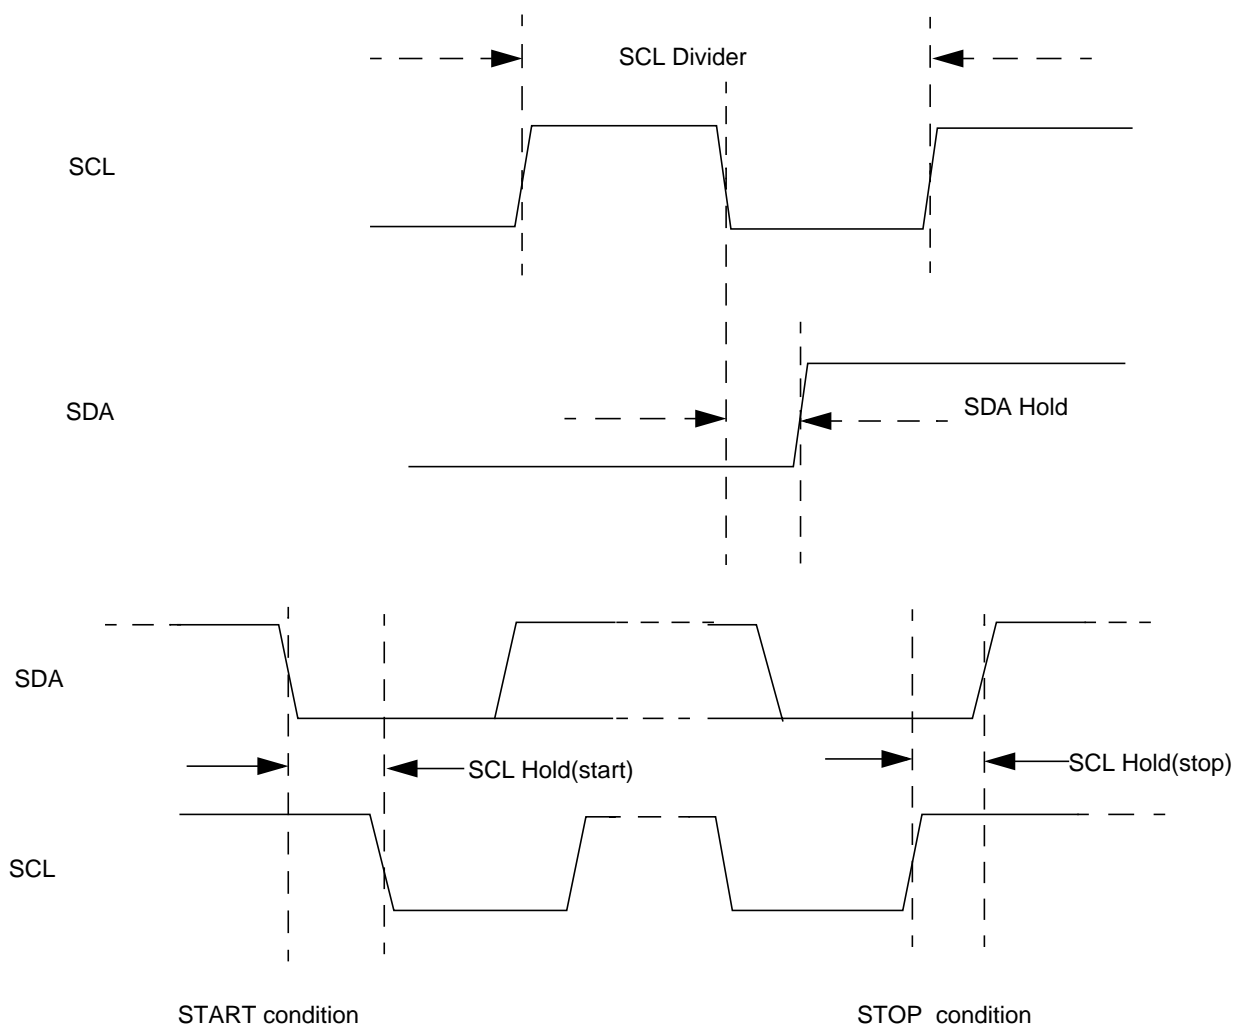 SCL Divider
SCL
SDA
SDA Hold
SDA
SCL Hold(start)
SCL Hold(stop)
SCL
START condition
STOP condition